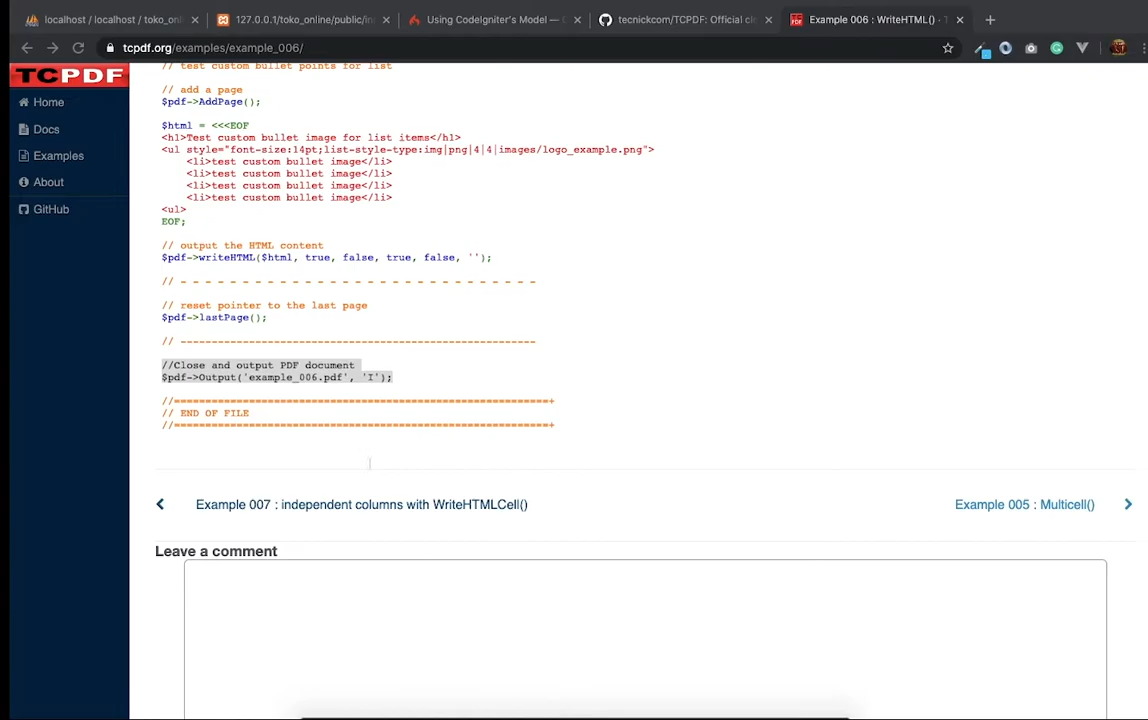 localhost / localhost / toko_onl
127.0.0.1/toko_online/public/in
Using CodeIgniter's Model —
tecnickcom/TCPDF: Official cl
Example 006 : WriteHTML() · T
tcpdf.org/examples/example_006/
TCPDF
Home
Docs
Examples
About
GitHub
// test custom bullet points for list
// add a page
$pdf->AddPage();
$html = <<<EOF
<h1>Test custom bullet image for list items</h1>
<ul style="font-size:14pt;list-style-type:img|png|4|4|images/logo_example.png">
<li>test custom bullet image</li>
<li>test custom bullet image</li>
<li>test custom bullet image</li>
<li>test custom bullet image</li>
<ul>
EOF;
// output the HTML content
$pdf->writeHTML($html, true, false, true, false, '');
// - - - - - - - - - - - - - - - - - - - - - - - - - - - - -
// reset pointer to the last page
$pdf->lastPage();
// ---------------------------------------------------------
//Close and output PDF document
$pdf->Output('example_006.pdf', 'I');
//============================================================+
// END OF FILE
//============================================================+
Example 007 : independent columns with WriteHTMLCell()
Example 005 : Multicell()
Leave a comment